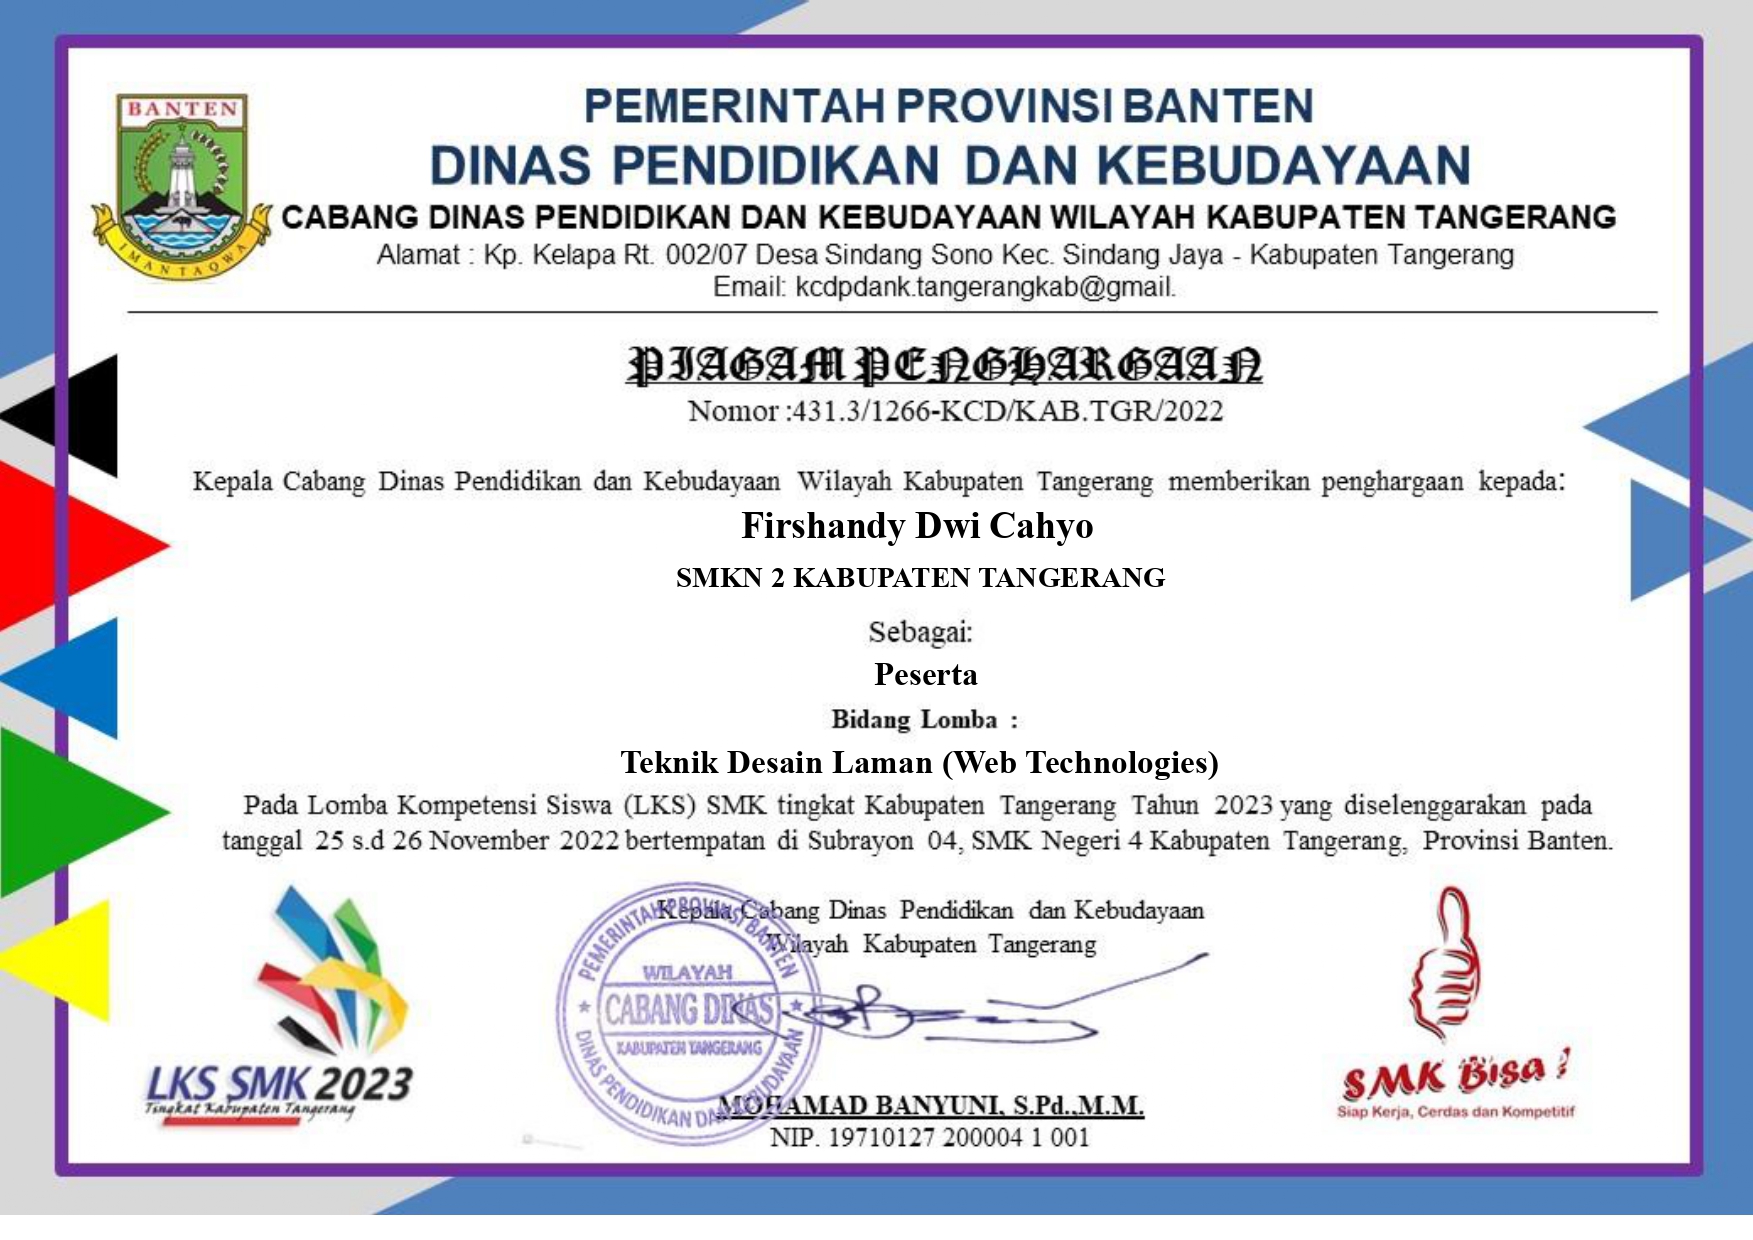 BANTEN
IMAN TAQWA
PEMERINTAH PROVINSI BANTEN
DINAS PENDIDIKAN DAN KEBUDAYAAN
CABANG DINAS PENDIDIKAN DAN KEBUDAYAAN WILAYAH KABUPATEN TANGERANG
Alamat : Kp. Kelapa Rt. 002/07 Desa Sindang Sono Kec. Sindang Jaya - Kabupaten Tangerang
Email: kcdpdank.tangerangkab@gmail.
PIAGAM PENGHARGAAN
Nomor :431.3/1266-KCD/KAB.TGR/2022
Kepala Cabang Dinas Pendidikan dan Kebudayaan Wilayah Kabupaten Tangerang memberikan penghargaan kepada:
Firshandy Dwi Cahyo
SMKN 2 KABUPATEN TANGERANG
Sebagai:
Peserta
Bidang Lomba :
Teknik Desain Laman (Web Technologies)
Pada Lomba Kompetensi Siswa (LKS) SMK tingkat Kabupaten Tangerang Tahun 2023 yang diselenggarakan pada
tanggal 25 s.d 26 November 2022 bertempatan di Subrayon 04, SMK Negeri 4 Kabupaten Tangerang, Provinsi Banten.
Kepala Cabang Dinas Pendidikan dan Kebudayaan
Wilayah Kabupaten Tangerang
PEMERINTAH PROVINSI BANTEN
WILAYAH
CABANG DINAS
KABUPATEN TANGERANG
DINAS PENDIDIKAN DAN KEBUDAYAAN
MOHAMAD BANYUNI, S.Pd.,M.M.
NIP. 19710127 200004 1 001
LKS SMK 2023
Tingkat Kabupaten Tangerang
SMK Bisa !
Siap Kerja, Cerdas dan Kompetitif